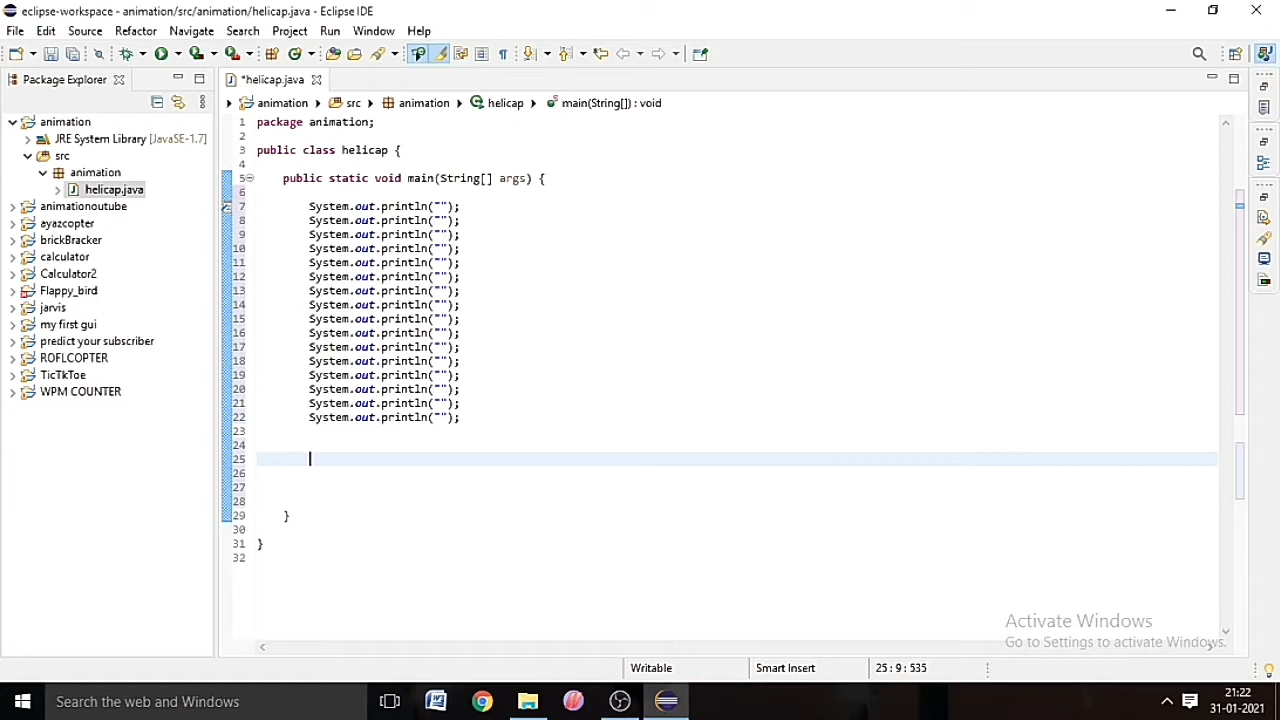 eclipse-workspace - animation/src/animation/helicap.java - Eclipse IDE
File Edit Source Refactor Navigate Search Project Run Window Help
Package Explorer
*helicap.java
animation src animation helicap main(String[]) : void
animation
JRE System Library [JavaSE-1.7]
src
animation
helicap.java
animationoutube
ayazcopter
brickBracker
calculator
Calculator2
Flappy_bird
jarvis
my first gui
predict your subscriber
ROFLCOPTER
TicTkToe
WPM COUNTER
1 package animation;
2
3 public class helicap {
4
5 public static void main(String[] args) {
6
7 System.out.println("");
8 System.out.println("");
9 System.out.println("");
10 System.out.println("");
11 System.out.println("");
12 System.out.println("");
13 System.out.println("");
14 System.out.println("");
15 System.out.println("");
16 System.out.println("");
17 System.out.println("");
18 System.out.println("");
19 System.out.println("");
20 System.out.println("");
21 System.out.println("");
22 System.out.println("");
23
24
25
26
27
28
29 }
30
31 }
32
Activate Windows
Go to Settings to activate Windows.
Writable Smart Insert 25 : 9 : 535
Search the web and Windows
21:22
31-01-2021